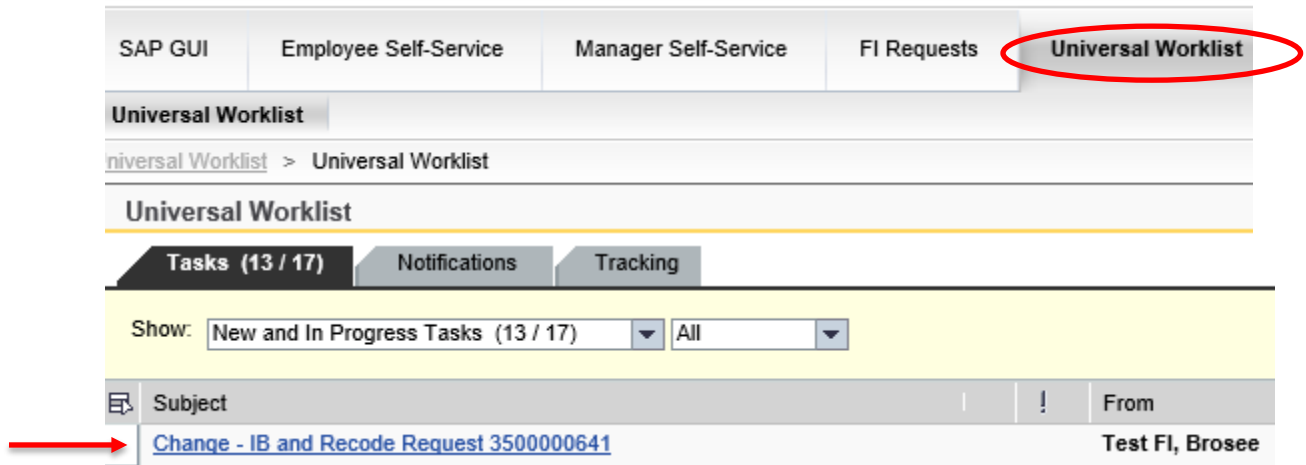 SAP GUI Employee Self-Service Manager Self-Service FI Requests Universal Worklist
Universal Worklist
niversal Worklist > Universal Worklist
Universal Worklist
Tasks (13 / 17) Notifications Tracking
Show: New and In Progress Tasks (13 / 17) All
Subject ! From
Change - IB and Recode Request 3500000641 Test FI, Brosee